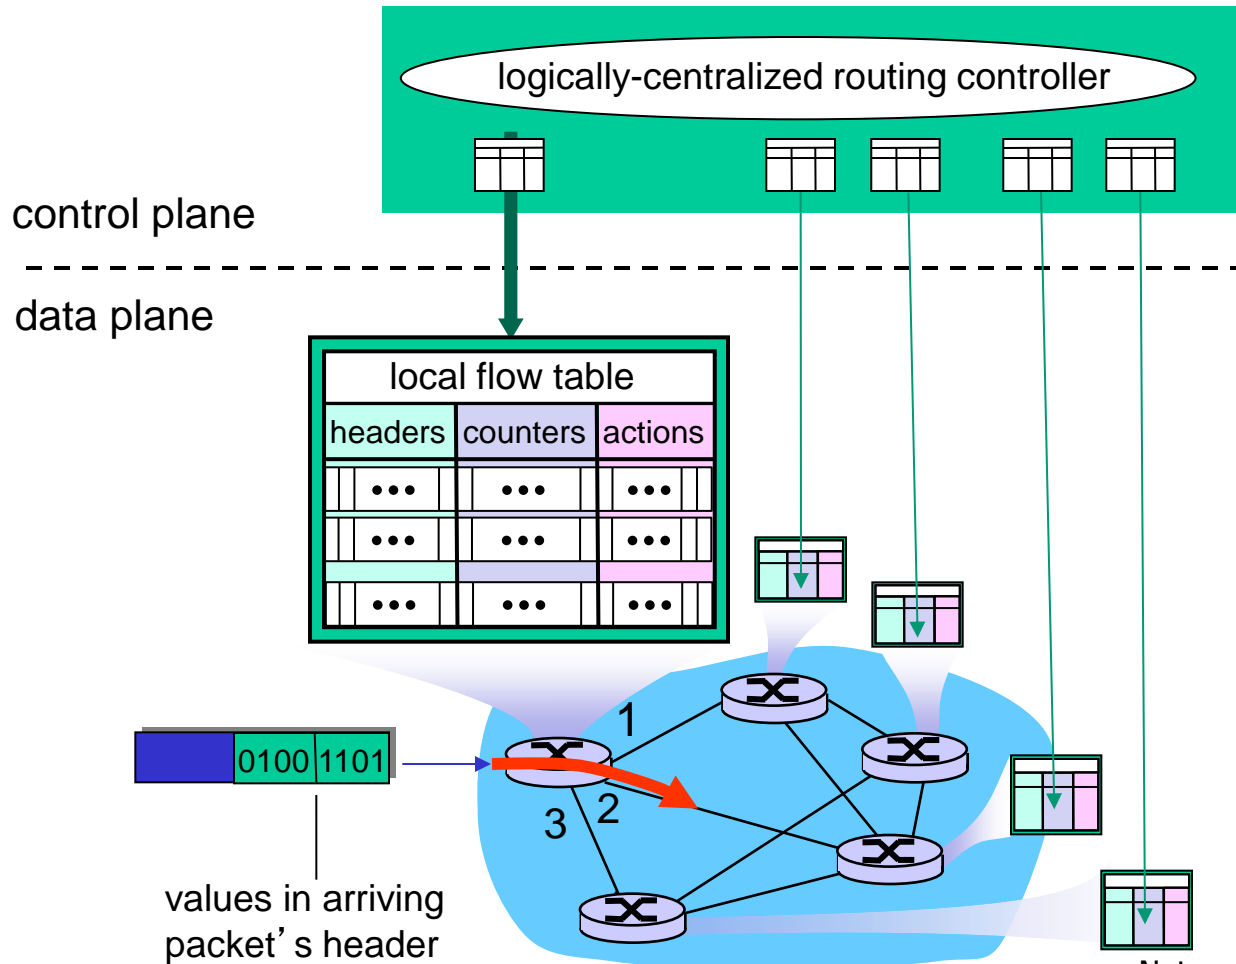 logically-centralized routing controller
control plane
data plane
local flow table
headers counters actions
1
0100 1101
2
3
values in arriving
packet’s header